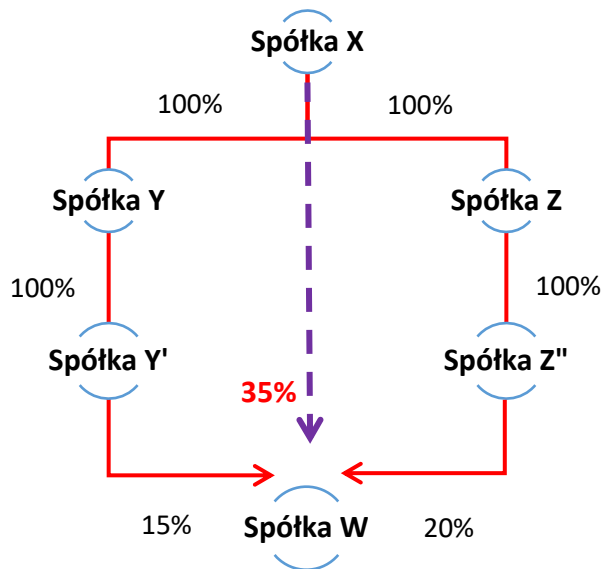 Spółka X
100%
100%
Spółka Y
Spółka Z
100%
100%
Spółka Y'
Spółka Z"
35%
15%
Spółka W
20%